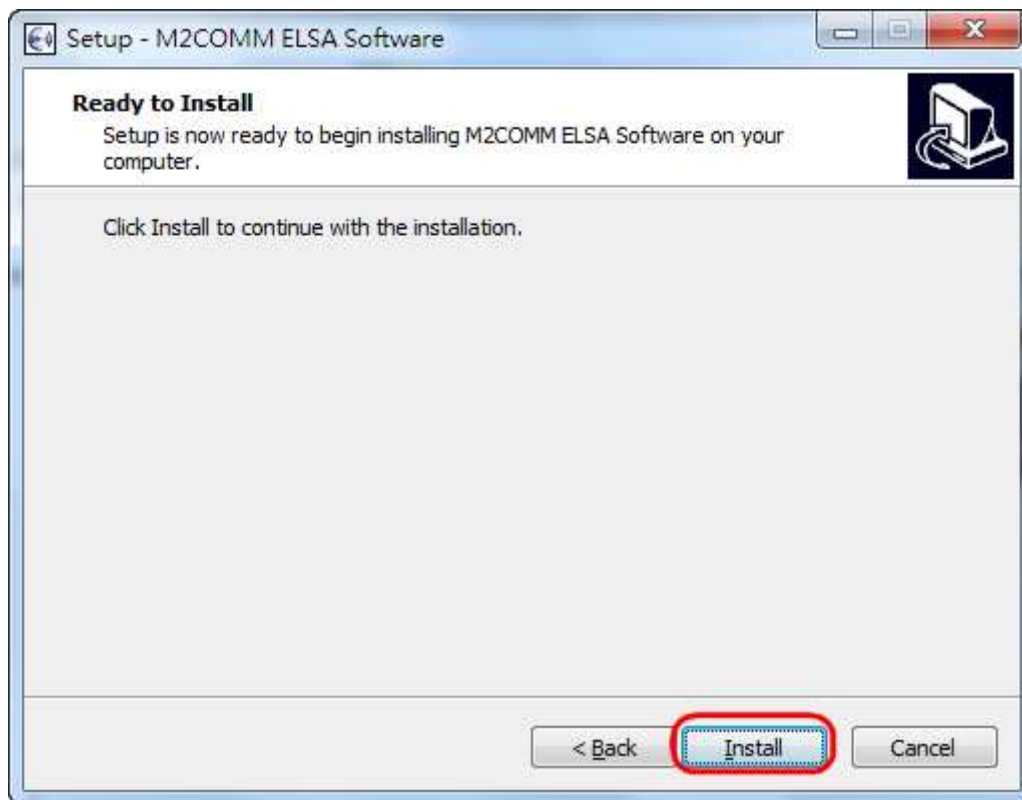 Setup - M2COMM ELSA Software
Ready to Install
Setup is now ready to begin installing M2COMM ELSA Software on your
computer.
Click Install to continue with the installation.
< Back Install Cancel